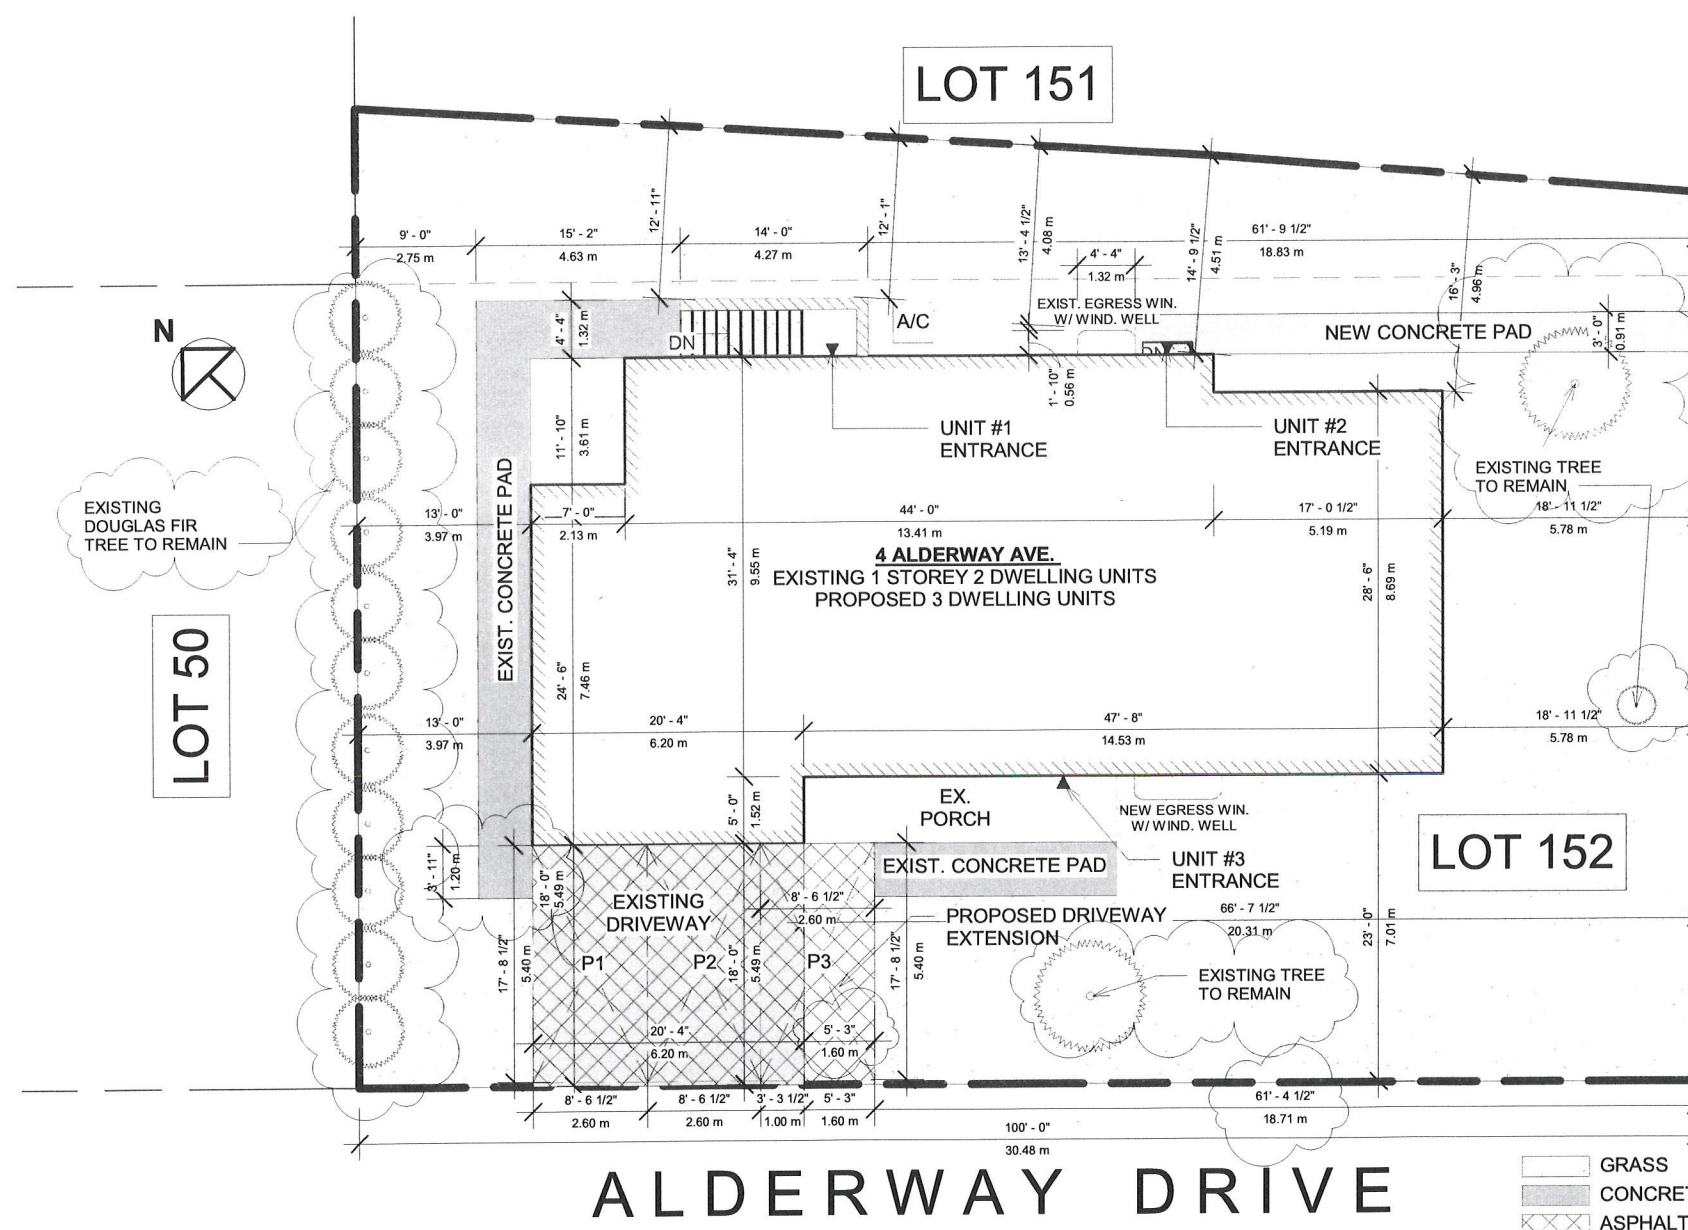 LOT 151
12' - 11"
12' - 1"
13' - 4 1/2"
4.08 m
14' - 9 1/2"
4.51 m
16' - 3"
4.96 m
9' - 0"
2.75 m
15' - 2"
4.63 m
14' - 0"
4.27 m
4' - 4"
1.32 m
61' - 9 1/2"
18.83 m
N
4' - 4"
1.32 m
DN
A/C
EXIST. EGRESS WIN.
W/ WIND. WELL
DN
NEW CONCRETE PAD
3' - 0"
0.91 m
1' - 10"
0.56 m
11' - 10"
3.61 m
UNIT #1
ENTRANCE
UNIT #2
ENTRANCE
EXISTING TREE
TO REMAIN
EXISTING
DOUGLAS FIR
TREE TO REMAIN
EXIST. CONCRETE PAD
13' - 0"
3.97 m
7' - 0"
2.13 m
44' - 0"
13.41 m
17' - 0 1/2"
5.19 m
18' - 11 1/2"
5.78 m
31' - 4"
9.55 m
4 ALDERWAY AVE.
EXISTING 1 STOREY 2 DWELLING UNITS
PROPOSED 3 DWELLING UNITS
28' - 6"
8.69 m
LOT 50
24' - 6"
7.46 m
13' - 0"
3.97 m
20' - 4"
6.20 m
47' - 8"
14.53 m
18' - 11 1/2"
5.78 m
5' - 0"
1.52 m
EX.
PORCH
NEW EGRESS WIN.
W/ WIND. WELL
UNIT #3
ENTRANCE
LOT 152
3' - 11"
1.20 m
18' - 0"
5.49 m
EXISTING
DRIVEWAY
8' - 6 1/2"
2.60 m
EXIST. CONCRETE PAD
PROPOSED DRIVEWAY
EXTENSION
66' - 7 1/2"
20.31 m
23' - 0"
7.01 m
17' - 8 1/2"
5.40 m
P1
P2
18' - 0"
5.49 m
P3
17' - 8 1/2"
5.40 m
EXISTING TREE
TO REMAIN
20' - 4"
6.20 m
5' - 3"
1.60 m
8' - 6 1/2"
2.60 m
8' - 6 1/2"
2.60 m
3' - 3 1/2"
1.00 m
5' - 3"
1.60 m
61' - 4 1/2"
18.71 m
100' - 0"
30.48 m
ALDERWAY DRIVE
GRASS
CONCRET
ASPHALT